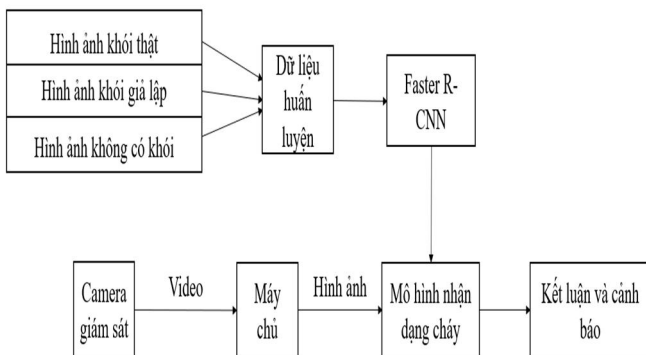 Hình ảnh khói thật
Hình ảnh khói giả lập
Hình ảnh không có khói
Dữ liệu
huấn
luyện
Faster R-
CNN
Camera
giám sát
Video
Máy
chủ
Hình ảnh
Mô hình nhận
dạng cháy
Kết luận và cảnh
báo